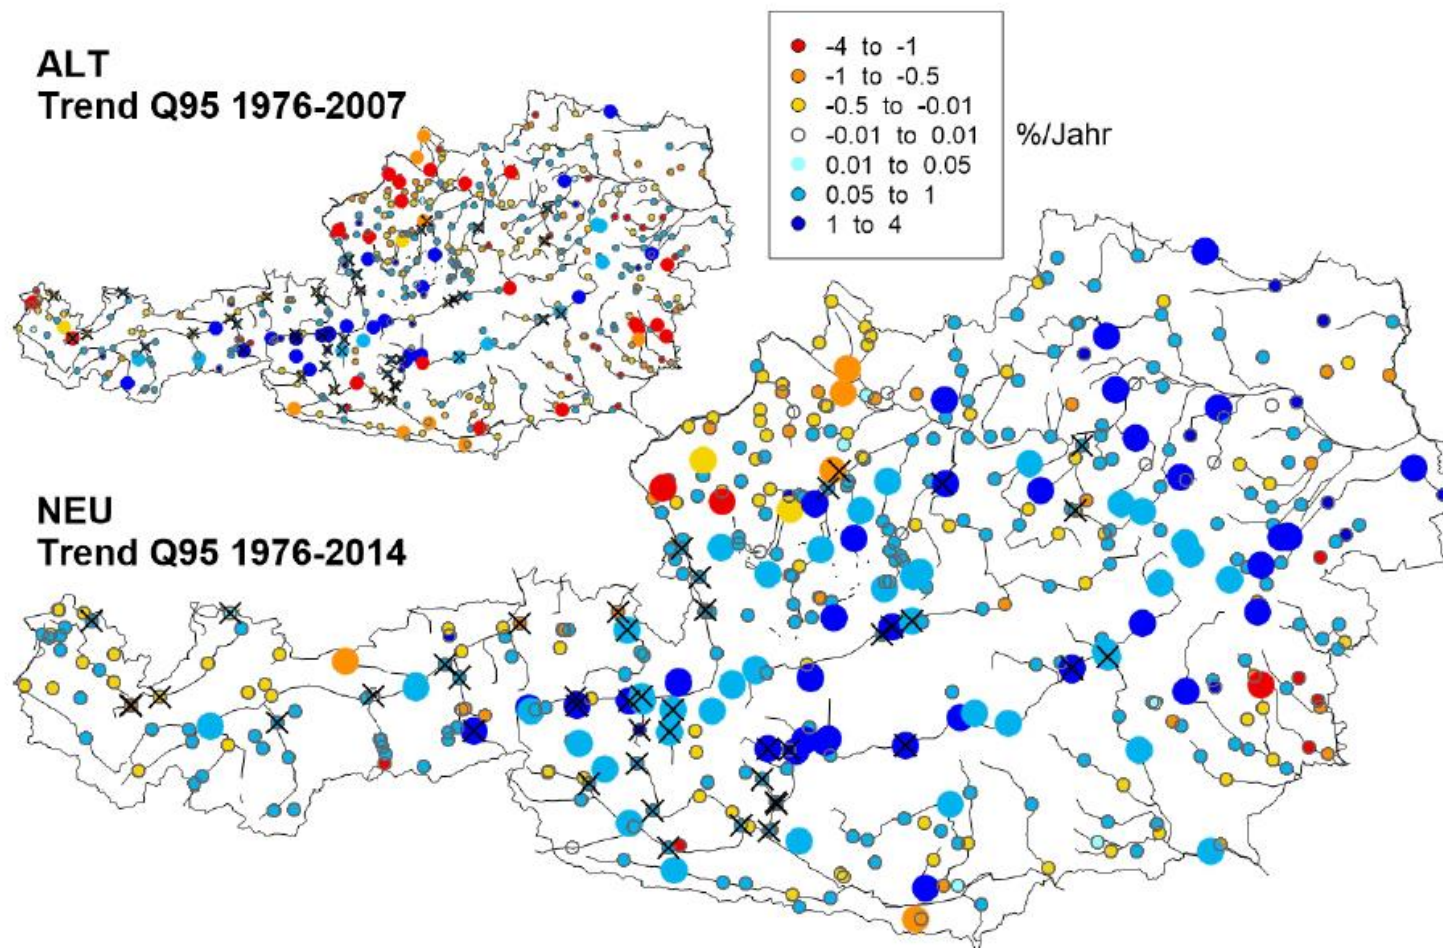 ALT
Trend Q95 1976-2007
-4 to -1
-1 to -0.5
-0.5 to -0.01
-0.01 to 0.01
0.01 to 0.05
0.05 to 1
1 to 4
%/Jahr
NEU
Trend Q95 1976-2014